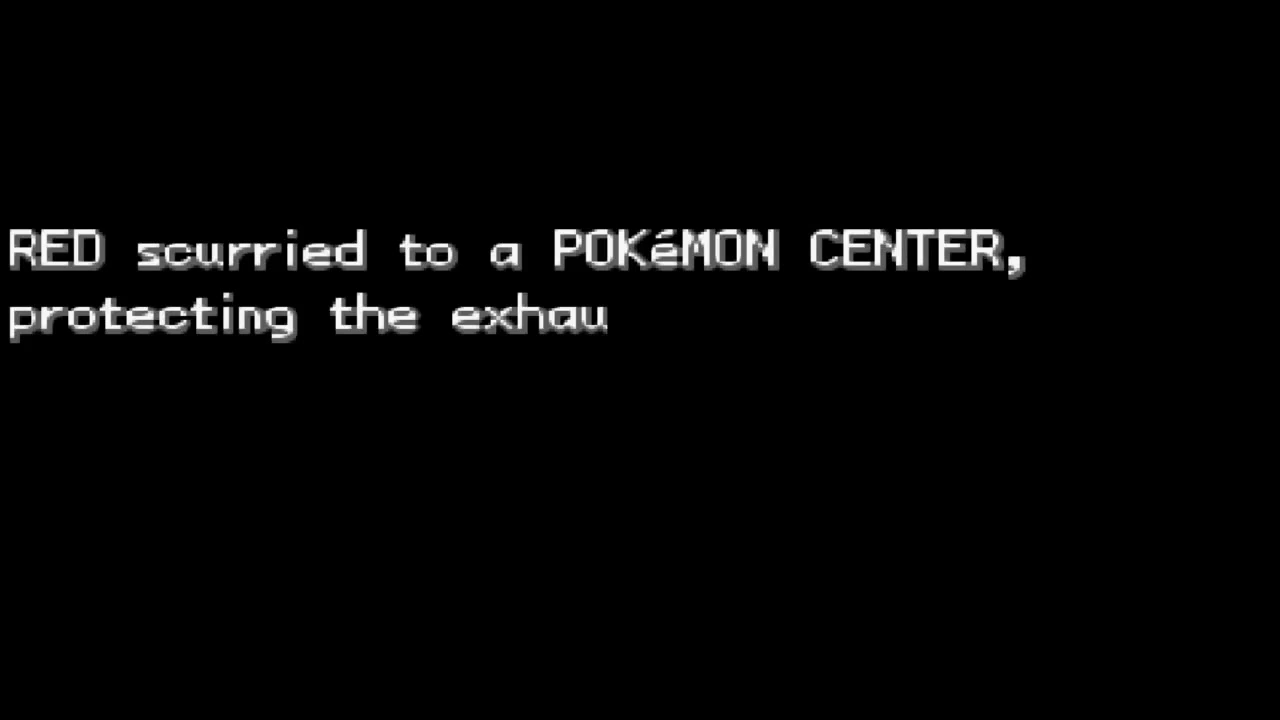 RED scurried to a POKéMON CENTER,
protecting the exhau